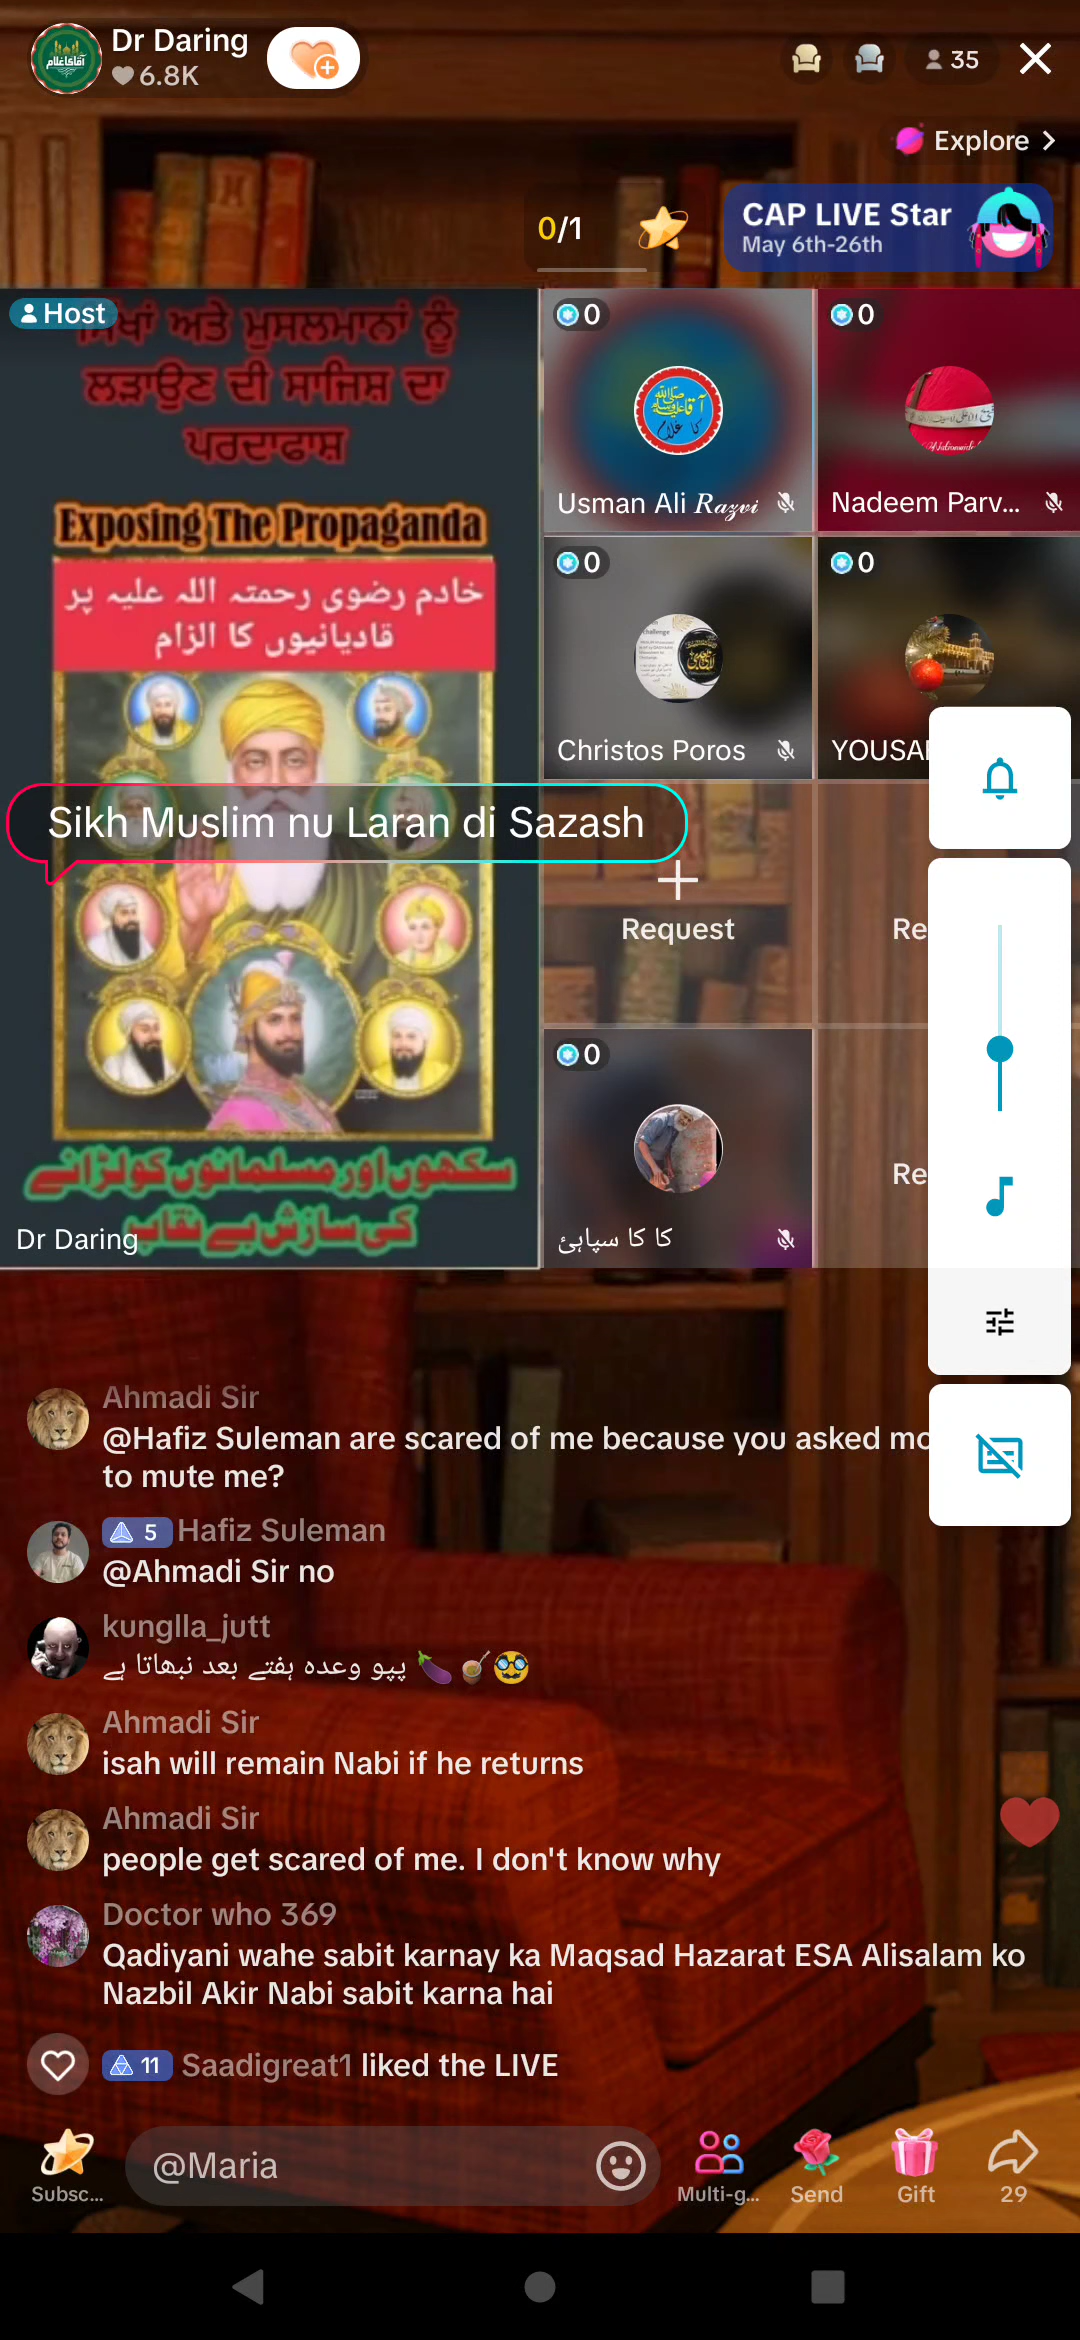 Dr Daring
6.8K
35
Explore
0/1
CAP LIVE Star
May 6th-26th
Host
ਸਿੱਖਾਂ ਅਤੇ ਮੁਸਲਮਾਨਾਂ ਨੂੰ
ਲੜਾਉਣ ਦੀ ਸਾਜਿਸ਼ ਦਾ
ਪਰਦਾਫਾਸ਼
Exposing The Propaganda
خادم رضوی رحمتہ اللہ علیہ پر
قادیانیوں کا الزام
Sikh Muslim nu Laran di Sazash
سکھوں اور مسلمانوں کو لڑانے
کی سازش بے نقاب
Dr Daring
0
Usman Ali Razvi
0
Nadeem Parv...
0
Christos Poros
0
YOUSA
Request
Re
0
کا کا سپاہئ
Re
Ahmadi Sir
@Hafiz Suleman are scared of me because you asked mo
to mute me?
5 Hafiz Suleman
@Ahmadi Sir no
kunglla_jutt
پپو وعدہ ہفتے بعد نبھاتا ہے 🍆🪕🥸
Ahmadi Sir
isah will remain Nabi if he returns
Ahmadi Sir
people get scared of me. I don't know why
Doctor who 369
Qadiyani wahe sabit karnay ka Maqsad Hazarat ESA Alisalam ko
Nazbil Akir Nabi sabit karna hai
11 Saadigreat1 liked the LIVE
@Maria
Subsc...
Multi-g...
Send
Gift
29